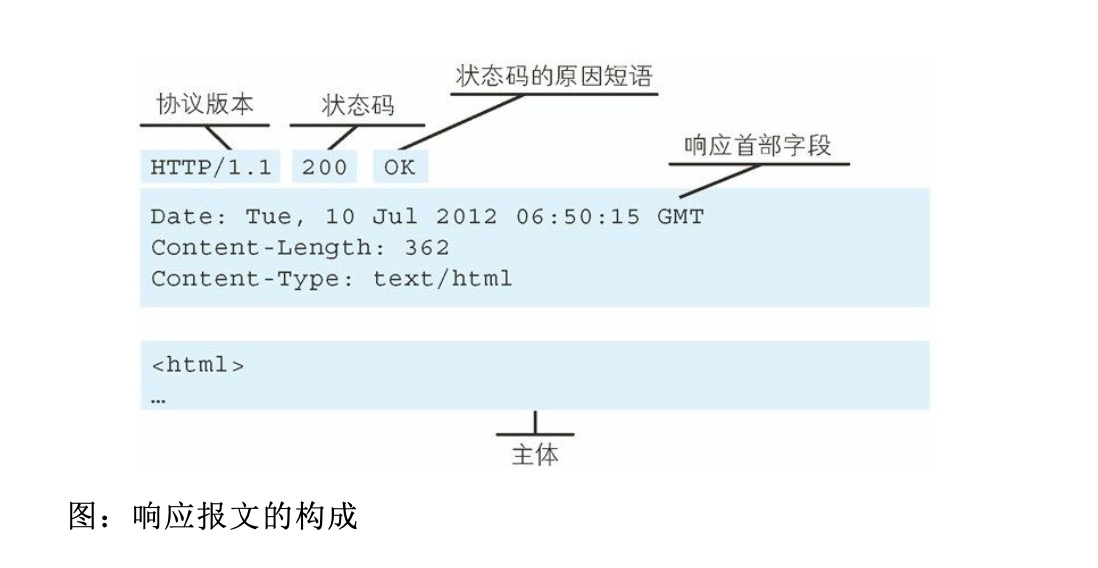 状态码的原因短语
协议版本 状态码
响应首部字段
HTTP/1.1 200 OK
Date: Tue, 10 Jul 2012 06:50:15 GMT
Content-Length: 362
Content-Type: text/html
<html>
…
主体
图：响应报文的构成